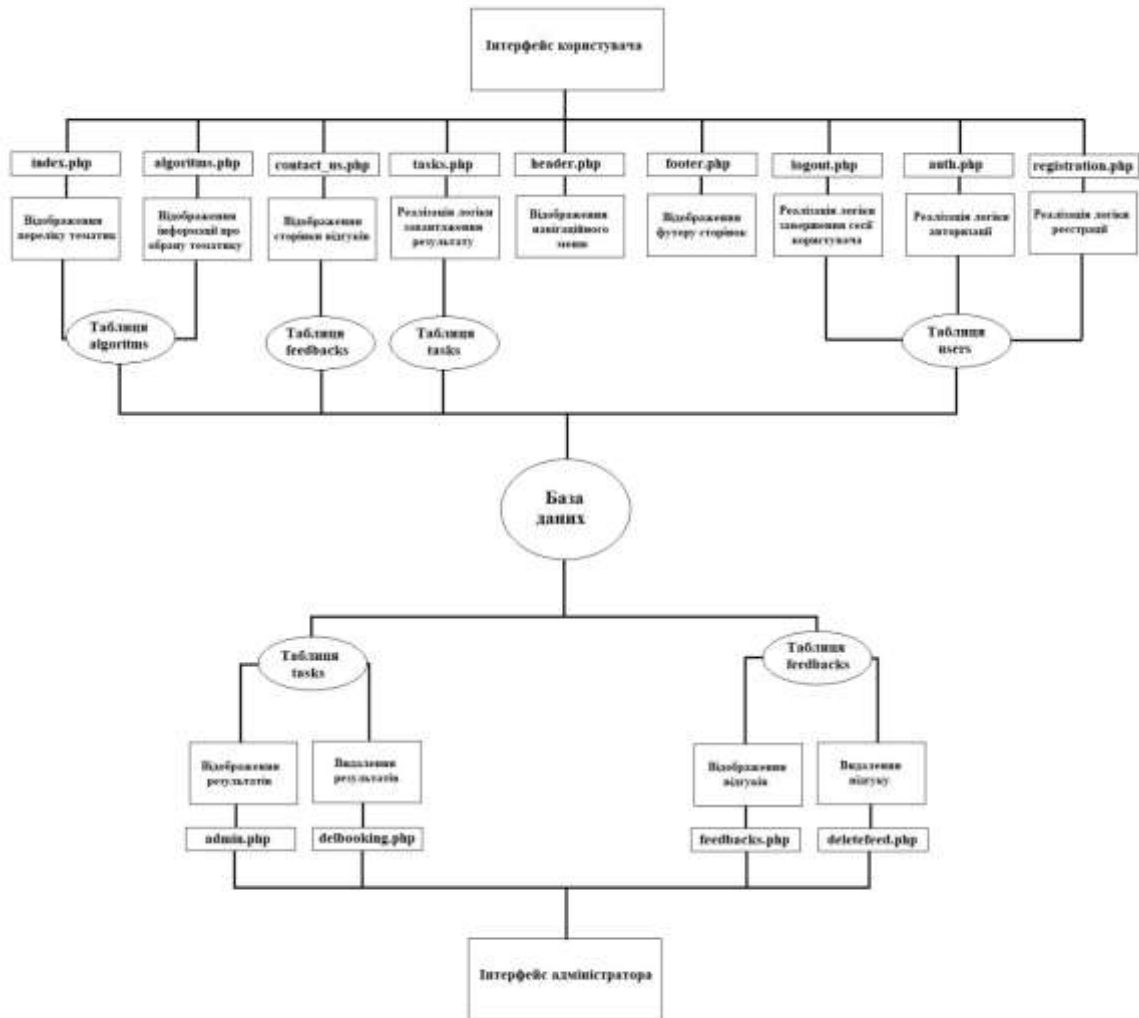 Інтерфейс користувача
index.php
algoritms.php
contact_us.php
tasks.php
header.php
footer.php
logout.php
auth.php
registration.php
Відображення
переліку тематик
Відображення
інформації про
обрану тематику
Відображення
сторінки відгуків
Реалізація логіки
завантаження
результату
Відображення
навігаційного
меню
Відображення
футеру сторінок
Реалізація логіки
завершення сесії
користувача
Реалізація логіки
авторизації
Реалізація логіки
реєстрації
Таблиця
algoritms
Таблиця
feedbacks
Таблиця
tasks
Таблиця
users
База
даних
Таблиця
tasks
Таблиця
feedbacks
Відображення
результатів
Видалення
результатів
Відображення
відгуків
Видалення
відгуку
admin.php
delbooking.php
feedbacks.php
deletefeed.php
Інтерфейс адміністратора